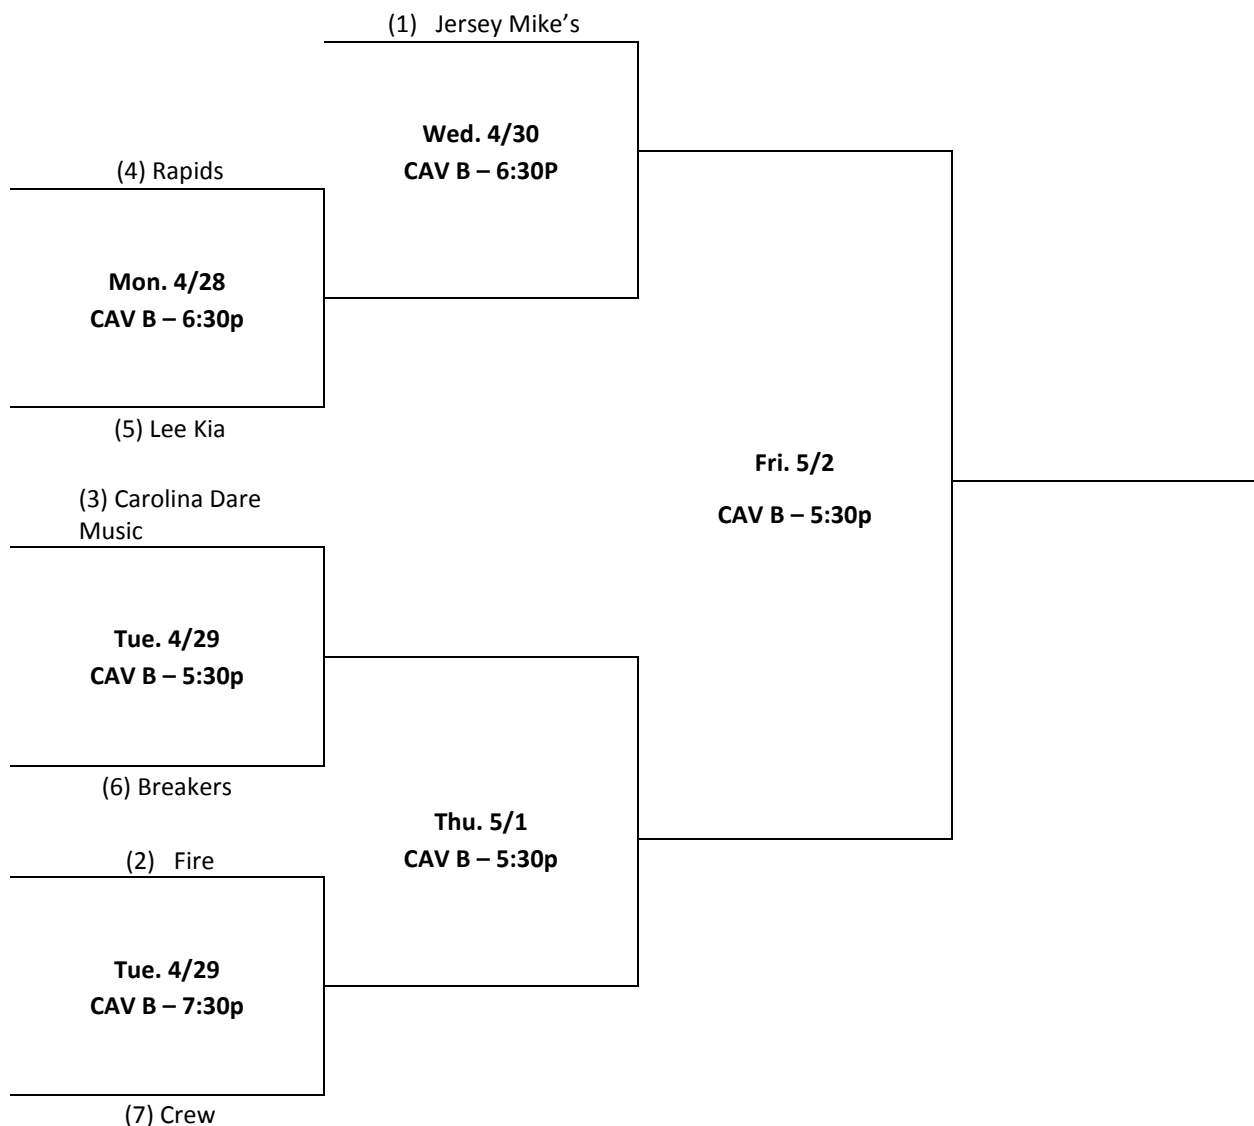 (1) Jersey Mike’s
Wed. 4/30
CAV B – 6:30P
(4) Rapids
Mon. 4/28
CAV B – 6:30p
(5) Lee Kia
Fri. 5/2
CAV B – 5:30p
(3) Carolina Dare
Music
Tue. 4/29
CAV B – 5:30p
(6) Breakers
Thu. 5/1
CAV B – 5:30p
(2) Fire
Tue. 4/29
CAV B – 7:30p
(7) Crew